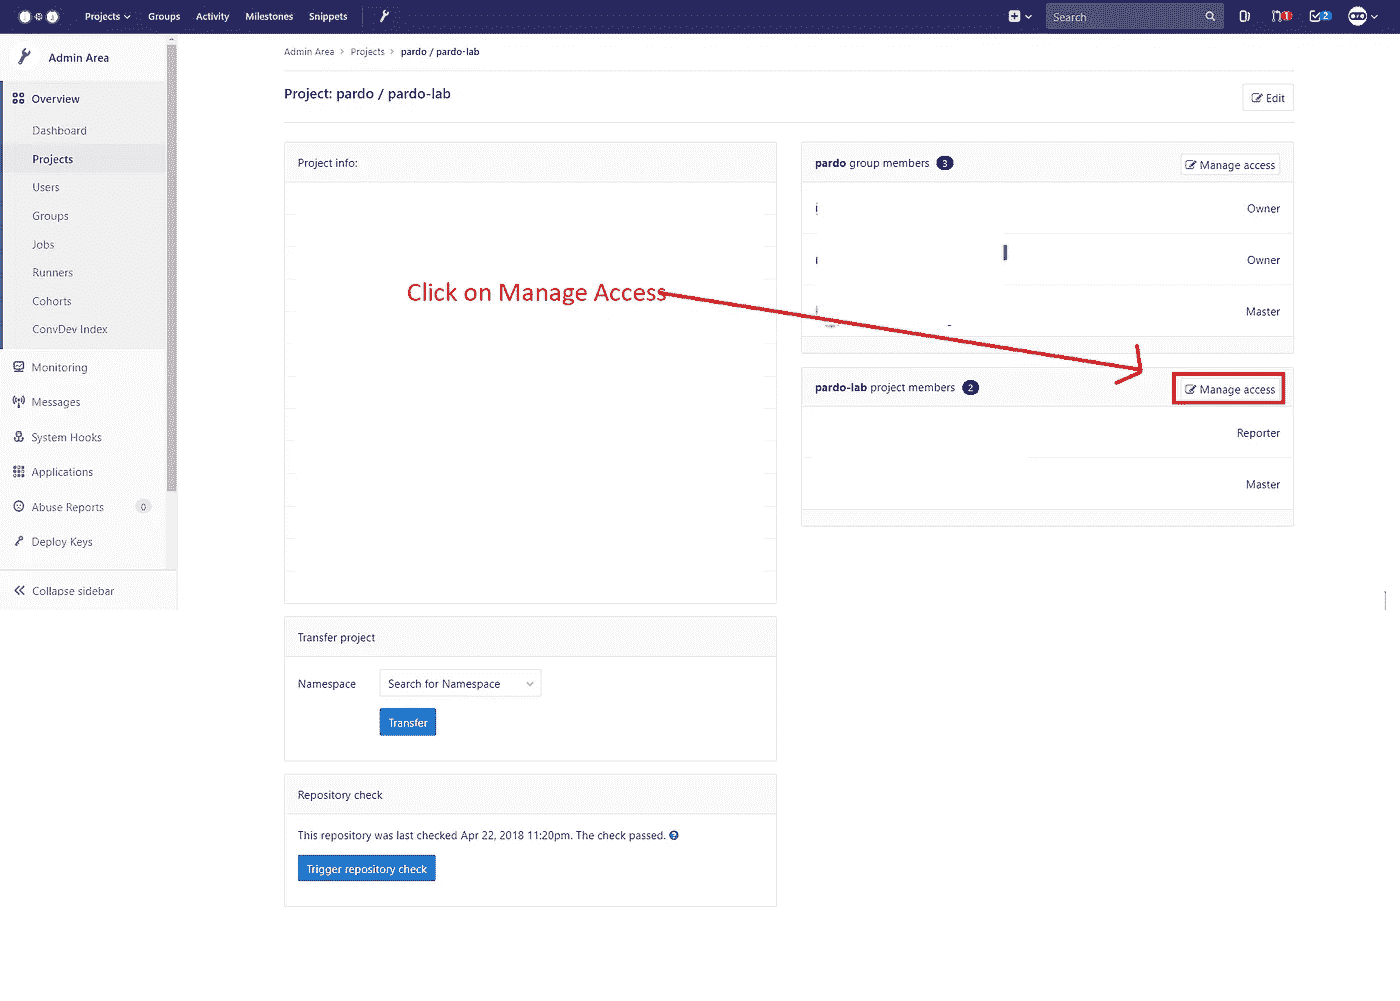 Projects Groups Activity Milestones Snippets Search 1 2
Admin Area
Overview
Dashboard
Projects
Users
Groups
Jobs
Runners
Cohorts
ConvDev Index
Monitoring
Messages
System Hooks
Applications
Abuse Reports 0
Deploy Keys
Collapse sidebar
Admin Area > Projects > pardo / pardo-lab
Project: pardo / pardo-lab
Edit
Project info:
Click on Manage Access
Transfer project
Namespace Search for Namespace
Transfer
Repository check
This repository was last checked Apr 22, 2018 11:20pm. The check passed.
Trigger repository check
pardo group members 3 Manage access
Owner
Owner
Master
pardo-lab project members 2 Manage access
Reporter
Master